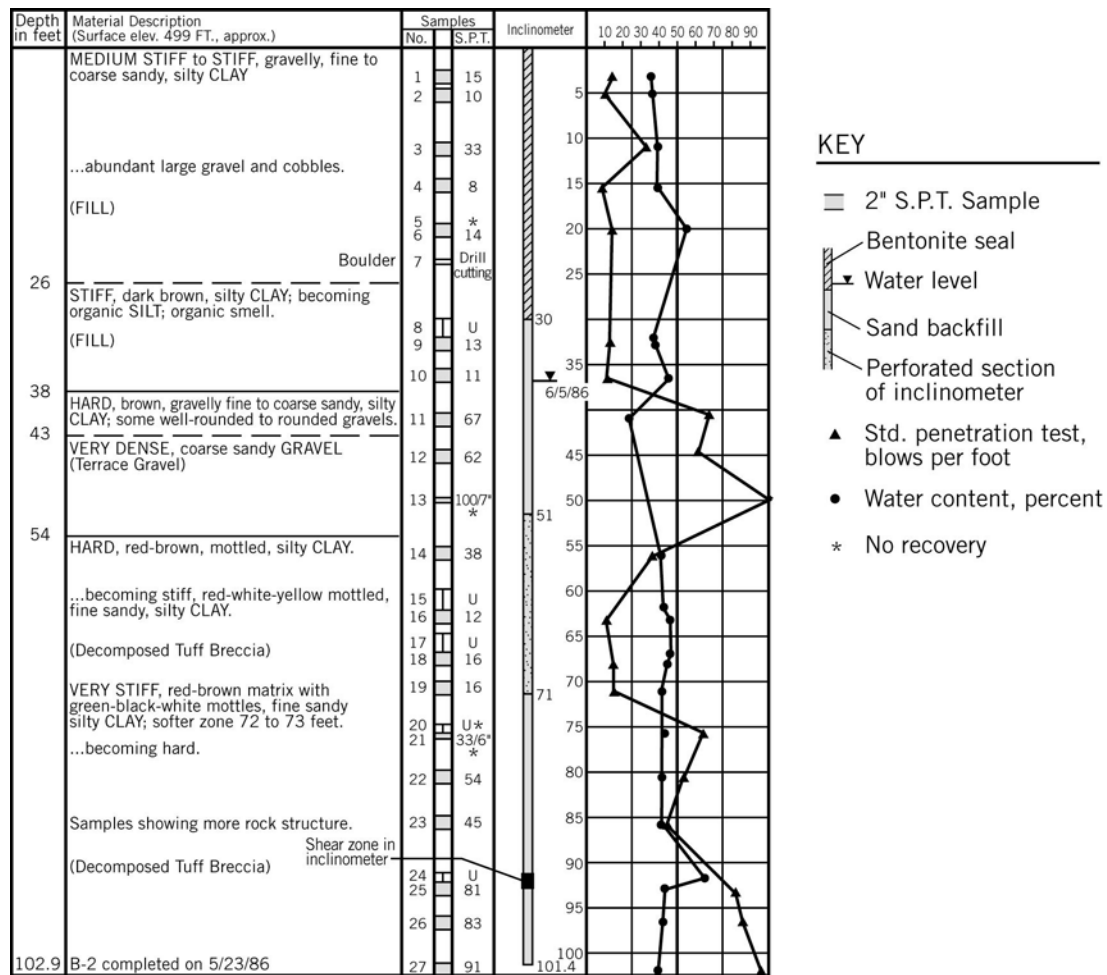 Depth in feet
Material Description
(Surface elev. 499 FT., approx.)
Samples
No.
S.P.T.
Inclinometer
10 20 30 40 50 60 70 80 90
MEDIUM STIFF to STIFF, gravelly, fine to
coarse sandy, silty CLAY
1 15
2 10
5
3 33
10
...abundant large gravel and cobbles.
4 8
15
(FILL)
5 *
6 14
20
Boulder
7 Drill cutting
25
26
STIFF, dark brown, silty CLAY; becoming
organic SILT; organic smell.
8 U
30
30
(FILL)
9 13
10 11
35
6/5/86
38
HARD, brown, gravelly fine to coarse sandy, silty
CLAY; some well-rounded to rounded gravels.
11 67
43
VERY DENSE, coarse sandy GRAVEL
(Terrace Gravel)
12 62
45
13 100/7"
*
50
51
54
HARD, red-brown, mottled, silty CLAY.
14 38
55
...becoming stiff, red-white-yellow mottled,
fine sandy, silty CLAY.
15 U
16 12
60
(Decomposed Tuff Breccia)
17 U
18 16
65
VERY STIFF, red-brown matrix with
green-black-white mottles, fine sandy
silty CLAY; softer zone 72 to 73 feet.
19 16
71
70
20 U*
21 33/6"
*
75
...becoming hard.
22 54
80
Samples showing more rock structure.
23 45
85
Shear zone in
inclinometer
(Decomposed Tuff Breccia)
24 U
25 81
90
26 83
95
100
102.9
B-2 completed on 5/23/86
27 91
101.4
KEY
2" S.P.T. Sample
Bentonite seal
Water level
Sand backfill
Perforated section
of inclinometer
Std. penetration test,
blows per foot
Water content, percent
* No recovery